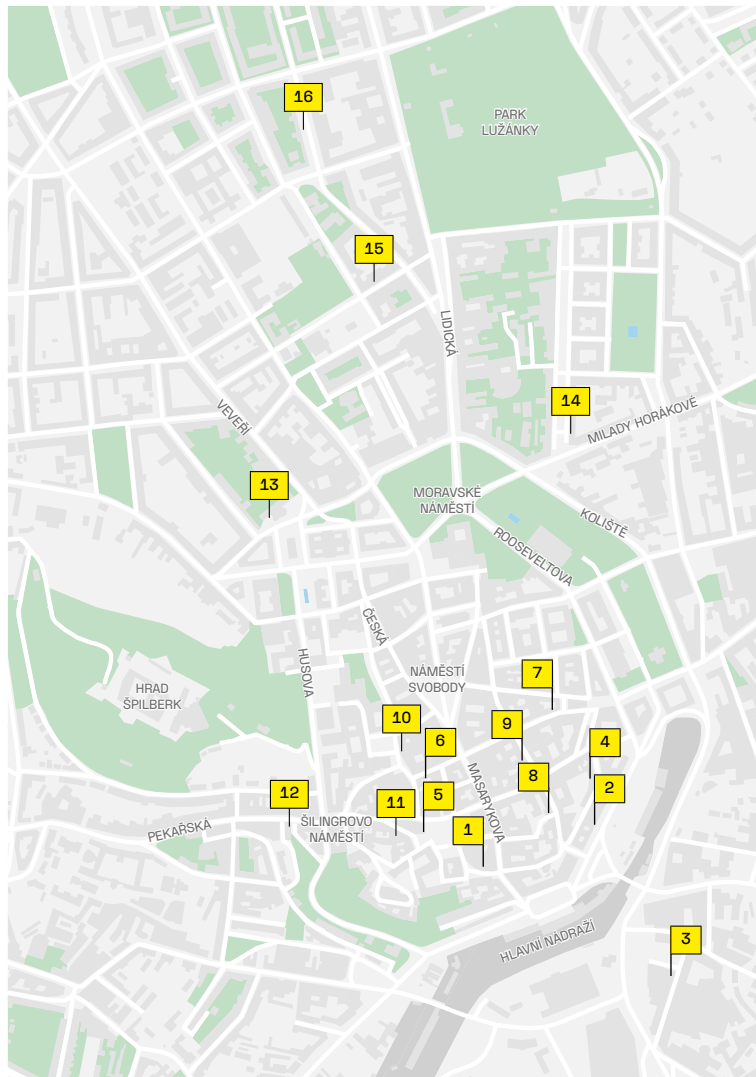 16
PARK
LUŽÁNKY
15
LIDICKÁ
14
MILADY HORÁKOVÉ
VEVEŘÍ
13
MORAVSKÉ
NÁMĚSTÍ
KOLIŠTĚ
ROOSEVELTOVA
ČESKÁ
HUSOVA
NÁMĚSTÍ
SVOBODY
7
HRAD
ŠPILBERK
10
9
6
4
MASARYKOVA
8
2
12
5
11
ŠILINGROVO
NÁMĚSTÍ
PEKAŘSKÁ
1
HLAVNÍ NÁDRAŽÍ
3